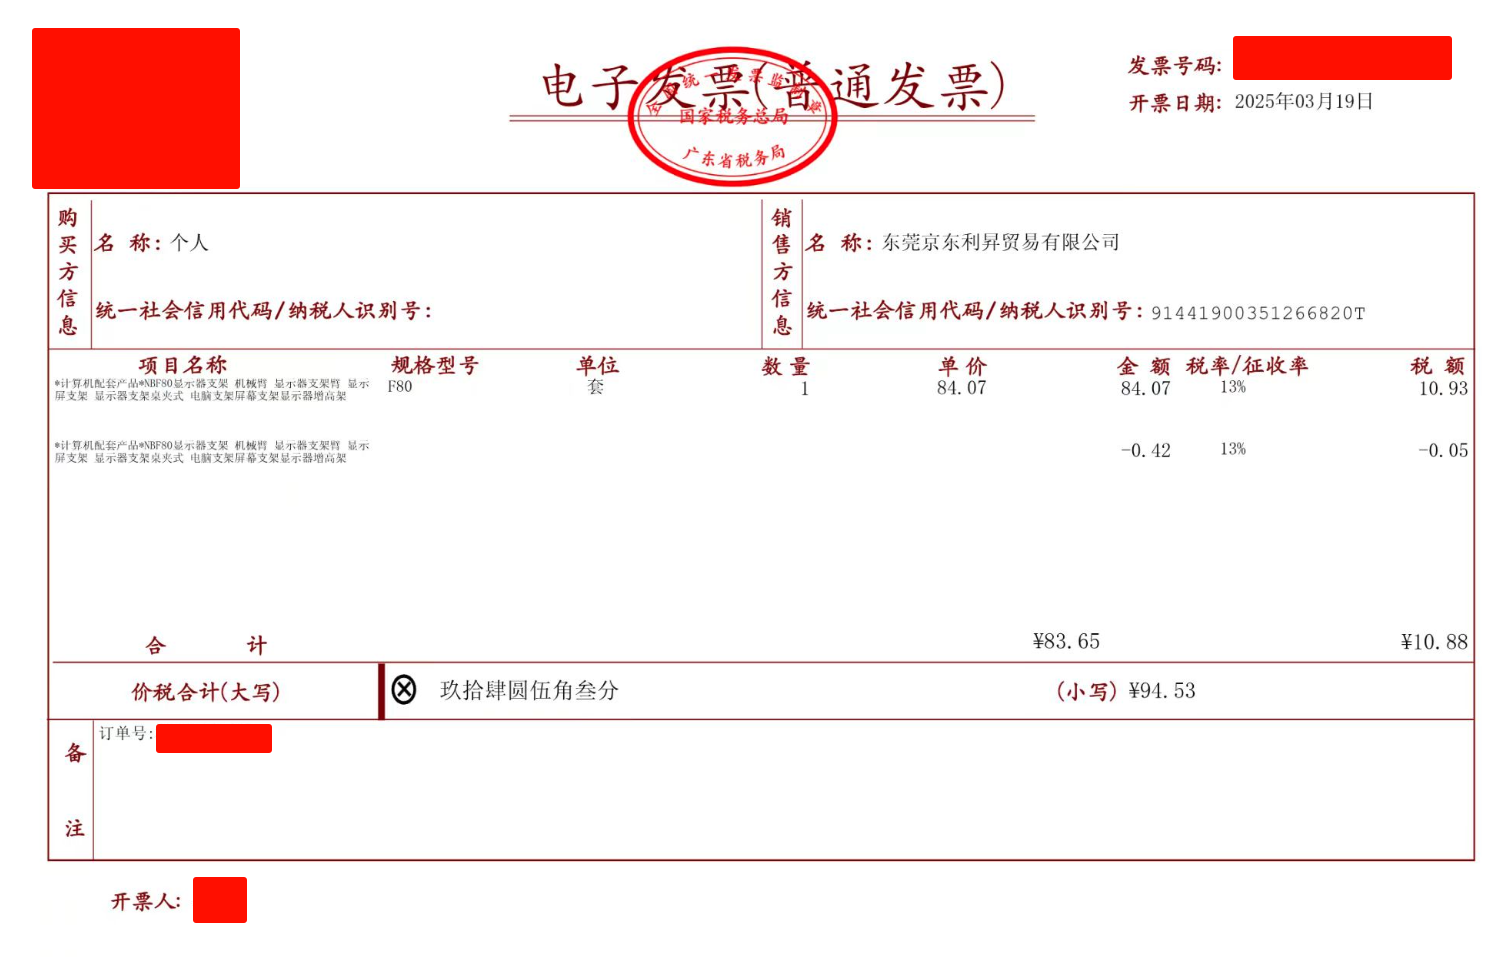 电子发票(普通发票)
全国统一发票监制章
国家税务总局
广东省税务局
发票号码:
开票日期: 2025年03月19日
购买方信息
名 称: 个人
统一社会信用代码/纳税人识别号:
销售方信息
名 称: 东莞京东利昇贸易有限公司
统一社会信用代码/纳税人识别号: 91441900351266820T
项目名称 规格型号 单位 数量 单价 金额 税率/征收率 税额
*计算机配套产品*NBF80显示器支架 机械臂 显示器支架臂 显示 F80 套 1 84.07 84.07 13% 10.93
屏支架 显示器支架桌夹式 电脑支架屏幕支架显示器增高架
*计算机配套产品*NBF80显示器支架 机械臂 显示器支架臂 显示 -0.42 13% -0.05
屏支架 显示器支架桌夹式 电脑支架屏幕支架显示器增高架
合 计 ¥83.65 ¥10.88
价税合计(大写) ⊗ 玖拾肆圆伍角叁分 (小写) ¥94.53
备注
订单号:
开票人: